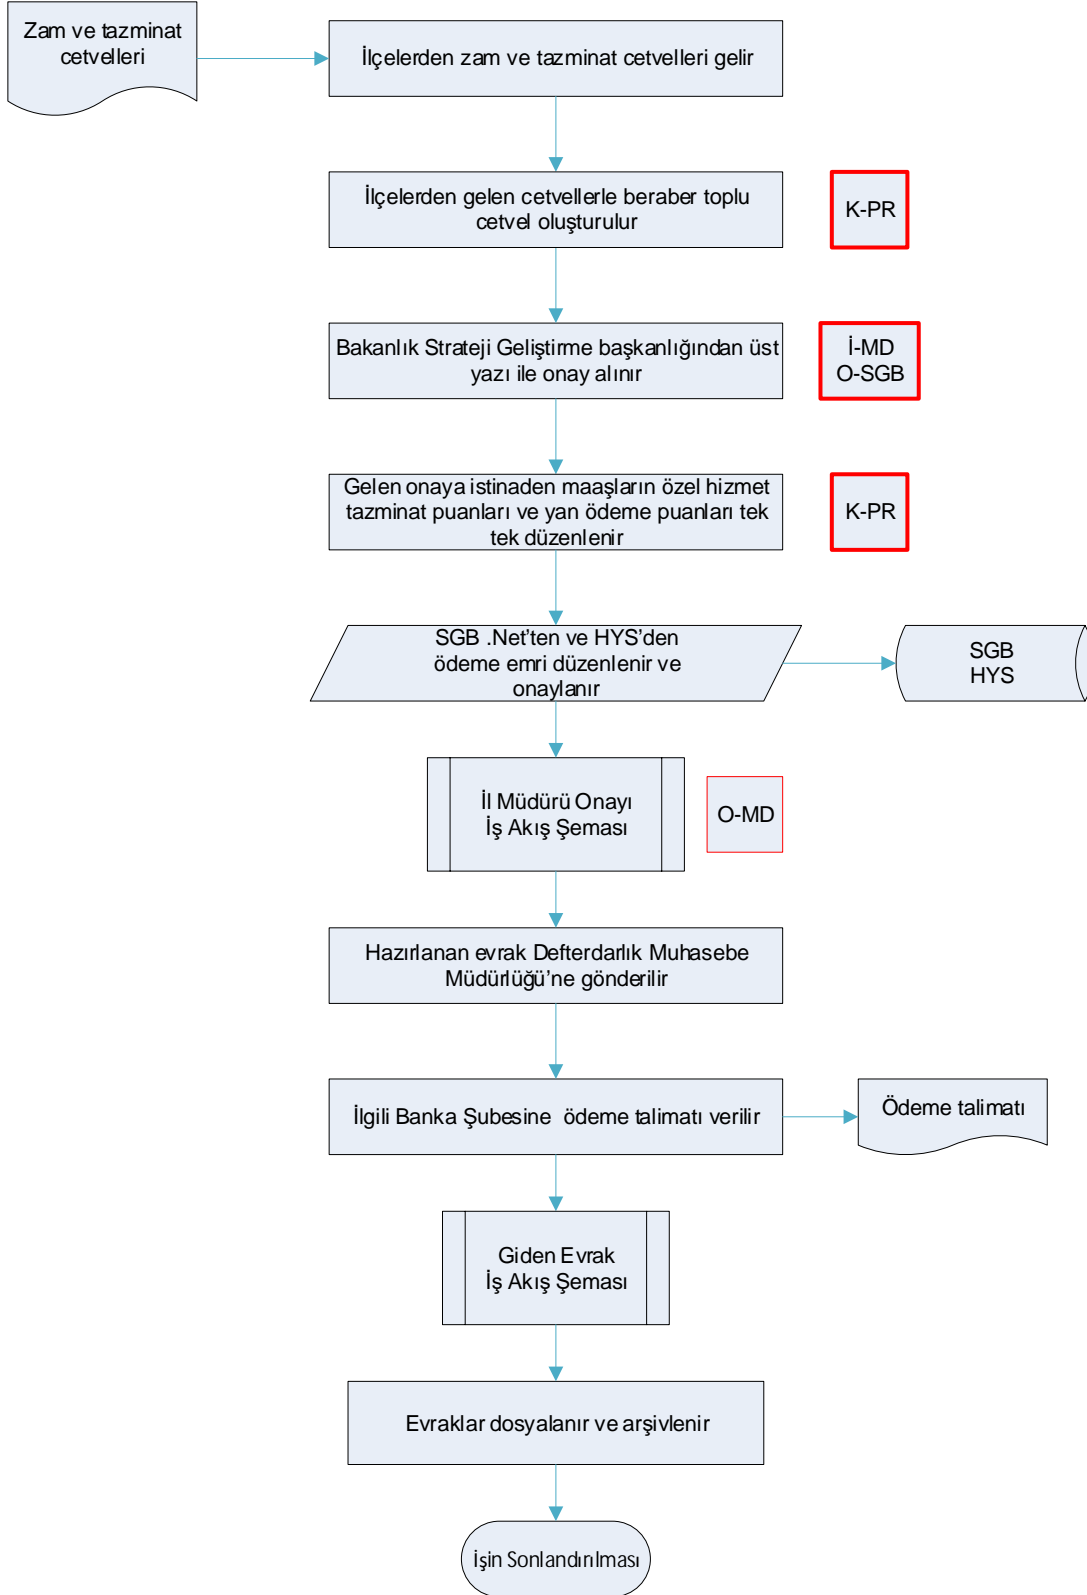 Zam ve tazminat
cetvelleri
İlçelerden zam ve tazminat cetvelleri gelir
İlçelerden gelen cetvellerle beraber toplu
cetvel oluşturulur
K-PR
Bakanlık Strateji Geliştirme başkanlığından üst
yazı ile onay alınır
İ-MD
O-SGB
Gelen onaya istinaden maaşların özel hizmet
tazminat puanları ve yan ödeme puanları tek
tek düzenlenir
K-PR
SGB .Net'ten ve HYS'den
ödeme emri düzenlenir ve
onaylanır
SGB
HYS
İl Müdürü Onayı
İş Akış Şeması
O-MD
Hazırlanan evrak Defterdarlık Muhasebe
Müdürlüğü'ne gönderilir
İlgili Banka Şubesine  ödeme talimatı verilir
Ödeme talimatı
Giden Evrak
İş Akış Şeması
Evraklar dosyalanır ve arşivlenir
İşin Sonlandırılması